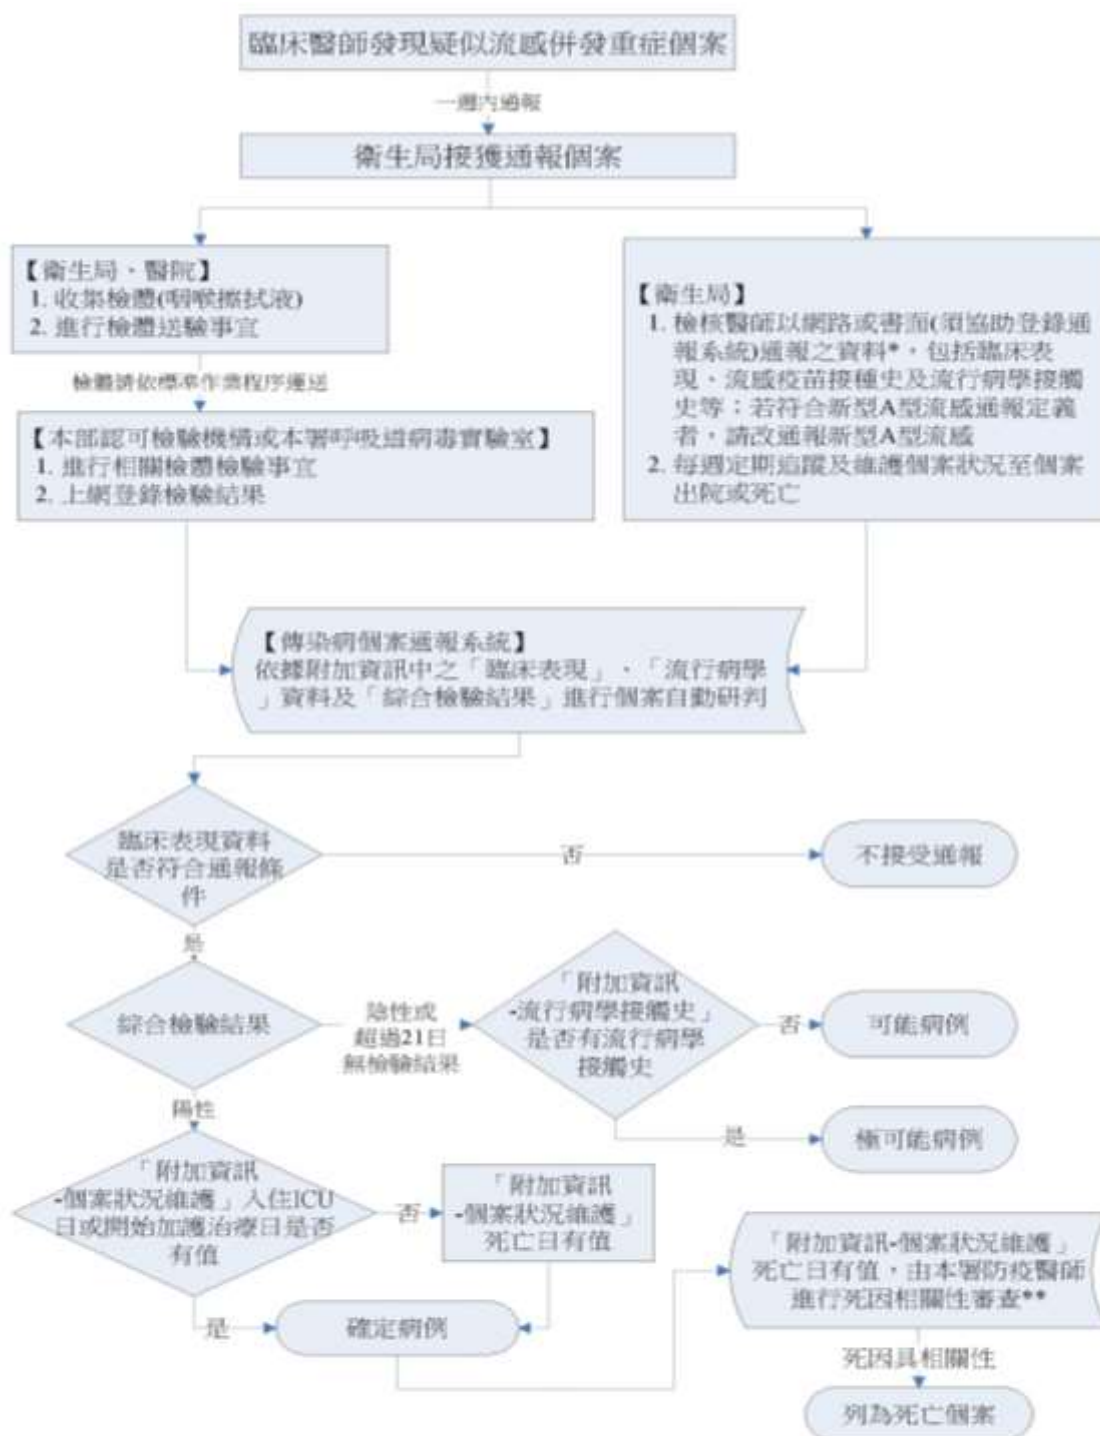 臨床醫師發現疑似流感併發重症個案
一週內通報
衛生局接獲通報個案
【衛生局、醫院】
1. 收集檢體(咽喉擦拭液)
2. 進行檢體送驗事宜
檢體請依標準作業程序運送
【本部認可檢驗機構或本署呼吸道病毒實驗室】
1. 進行相關檢體檢驗事宜
2. 上網登錄檢驗結果
【衛生局】
1. 檢核醫師以網路或書面(須協助登錄通
報系統)通報之資料*，包括臨床表
現、流感疫苗接種史及流行病學接觸
史等；若符合新型A型流感通報定義
者，請改通報新型A型流感
2. 每週定期追蹤及維護個案狀況至個案
出院或死亡
【傳染病個案通報系統】
依據附加資訊中之「臨床表現」、「流行病學
」資料及「綜合檢驗結果」進行個案自動研判
臨床表現資料
是否符合通報條
件
否
不接受通報
是
綜合檢驗結果
陰性或
超過21日
無檢驗結果
「附加資訊
-流行病學接觸史」
是否有流行病學
接觸史
否
可能病例
是
極可能病例
陽性
「附加資訊
-個案狀況維護」入住ICU
日或開始加護治療日是否
有值
否
「附加資訊
-個案狀況維護」
死亡日有值
是
確定病例
「附加資訊-個案狀況維護」
死亡日有值，由本署防疫醫師
進行死因相關性審查**
死因具相關性
列為死亡個案